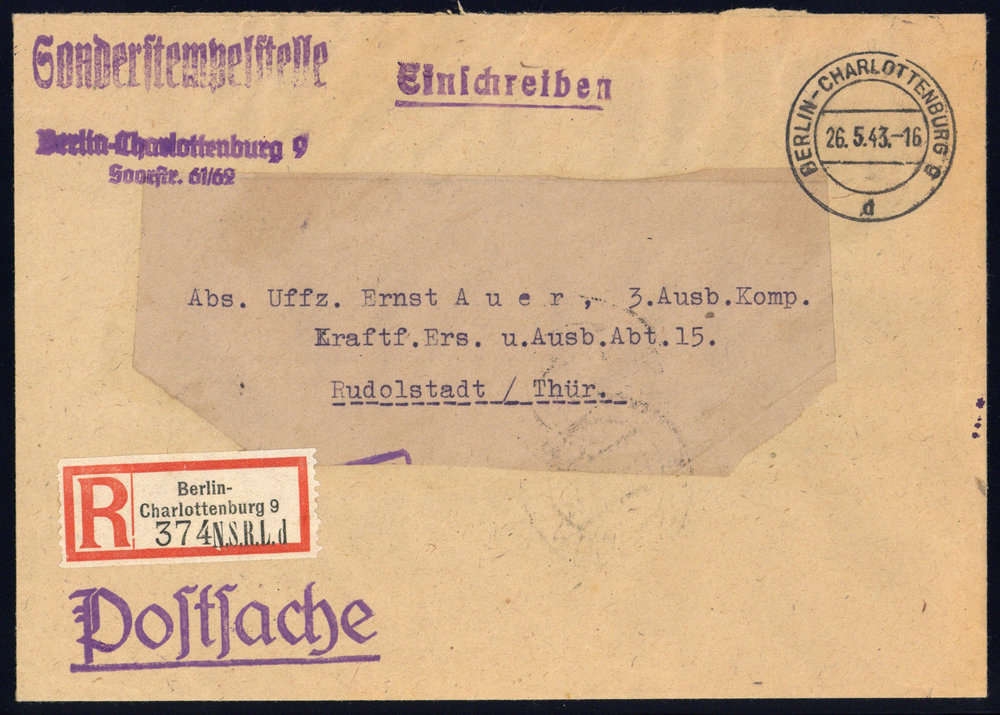 Sonderstempelstelle
Einschreiben
Berlin-Charlottenburg 9
Saarstr. 61/62
BERLIN-CHARLOTTENBURG 9
26.5.43.-16
d
Abs. Uffz. Ernst A u e r , 3.Ausb.Komp.
Kraftf.Ers. u.Ausb.Abt.15.
Rudolstadt / Thür.
R
Berlin-
Charlottenburg 9
374 N.S.R.L.d
Postsache